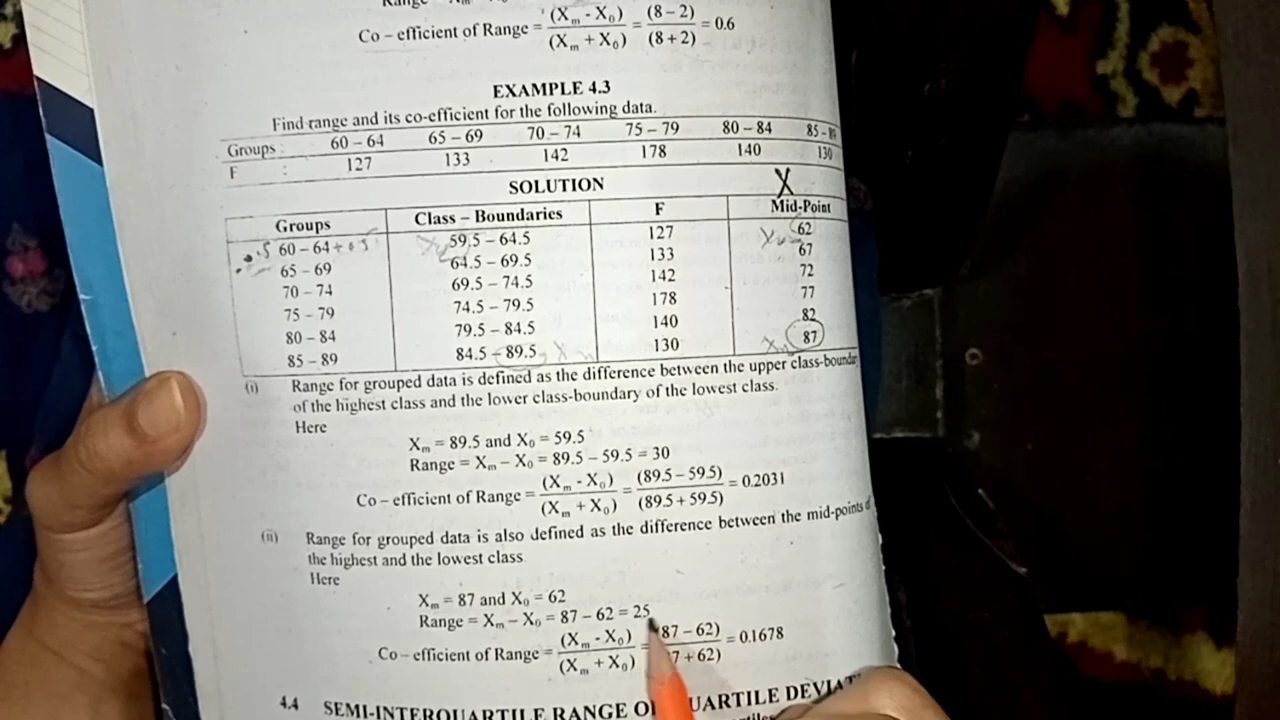 Co – efficient of Range = (Xm - X0) / (Xm + X0) = (8 – 2) / (8 + 2) = 0.6
EXAMPLE 4.3
Find range and its co-efficient for the following data.
Groups : 60 – 64 65 – 69 70 – 74 75 – 79 80 – 84
F : 127 133 142 178 140 130
SOLUTION
X
Groups Class – Boundaries F Mid-Point
60 – 64 59.5 – 64.5 127 62
65 – 69 64.5 – 69.5 133 67
70 – 74 69.5 – 74.5 142 72
75 – 79 74.5 – 79.5 178 77
80 – 84 79.5 – 84.5 140 82
85 – 89 84.5 – 89.5 130 87
(i) Range for grouped data is defined as the difference between the upper class-boundary
of the highest class and the lower class-boundary of the lowest class.
Here
Xm = 89.5 and X0 = 59.5
Range = Xm – X0 = 89.5 – 59.5 = 30
Co – efficient of Range = (Xm - X0) / (Xm + X0) = (89.5 – 59.5) / (89.5 + 59.5) = 0.2031
(ii) Range for grouped data is also defined as the difference between the mid-points of
the highest and the lowest class
Here
Xm = 87 and X0 = 62
Range = Xm – X0 = 87 – 62 = 25
Co – efficient of Range = (Xm - X0) / (Xm + X0) = 87 – 62) / 7 + 62) = 0.1678
4.4 SEMI-INTERQUARTILE RANGE